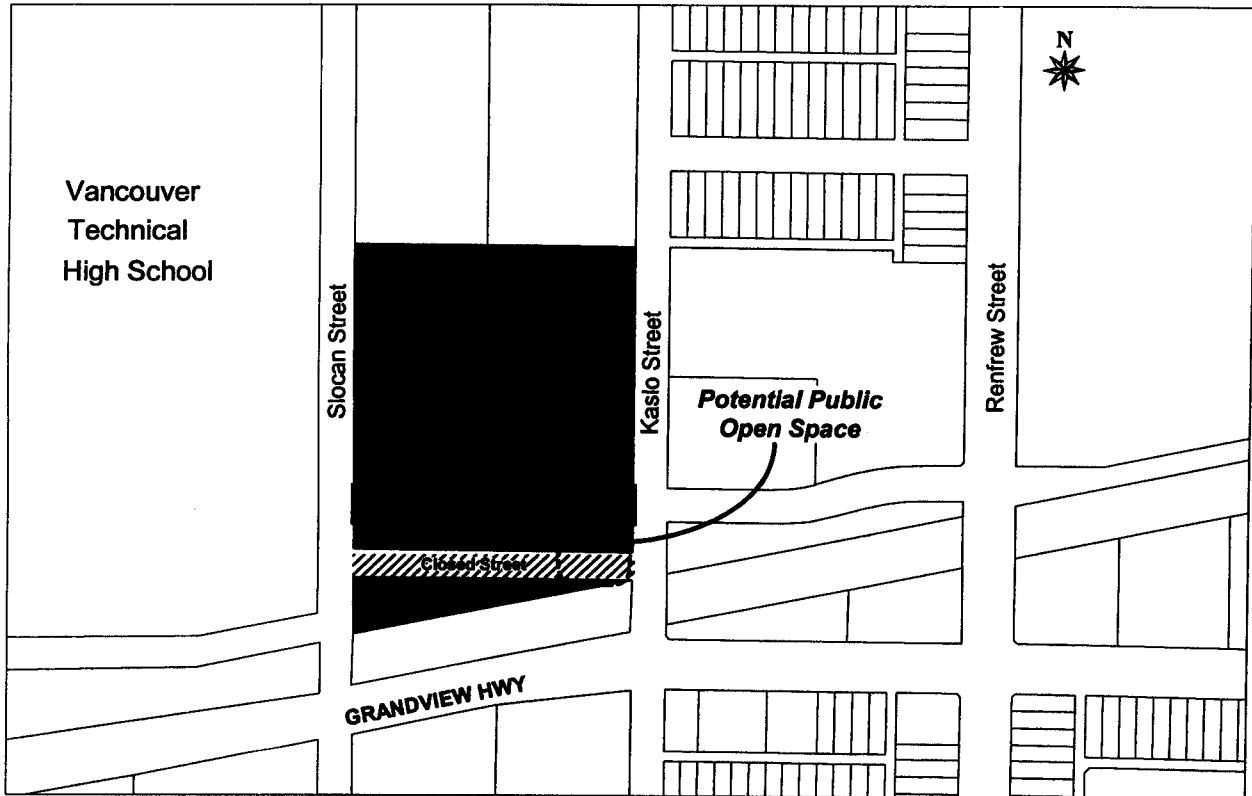 N
Vancouver
Technical
High School
Slocan Street
Kaslo Street
Renfrew Street
Potential Public
Open Space
Closed Street
GRANDVIEW HWY